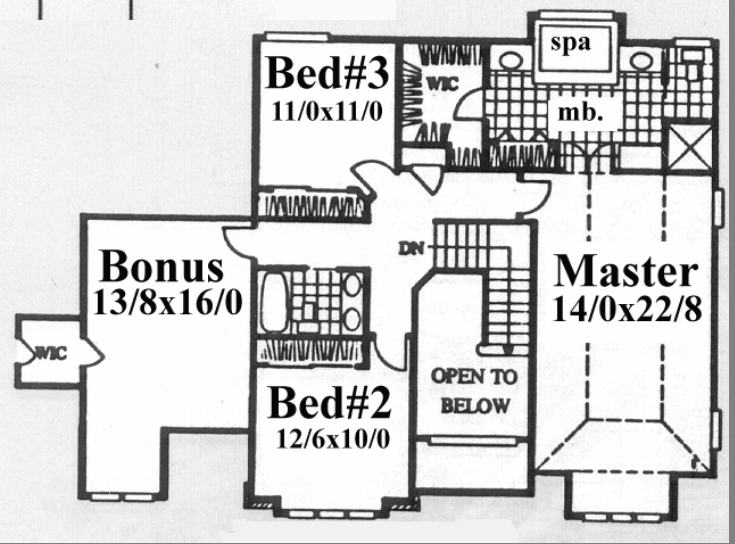 spa
Bed#3
11/0x11/0
WIC
mb.
Bonus
13/8x16/0
DN
Master
14/0x22/8
WIC
OPEN TO
BELOW
Bed#2
12/6x10/0